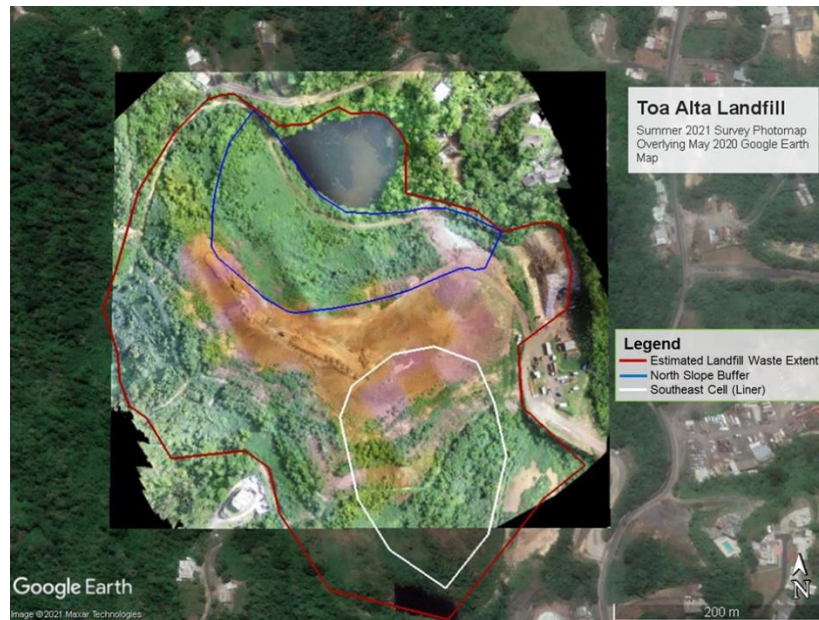 Toa Alta Landfill
Summer 2021 Survey Photomap
Overlying May 2020 Google Earth
Map
Legend
Estimated Landfill Waste Extent
North Slope Buffer
Southeast Cell (Liner)
Google Earth
Image © 2021 Maxar Technologies
N
200 m